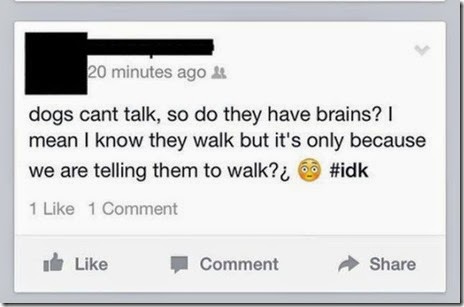 20 minutes ago
dogs cant talk, so do they have brains? I
mean I know they walk but it's only because
we are telling them to walk?¿ 😳 #idk
1 Like 1 Comment
Like Comment Share